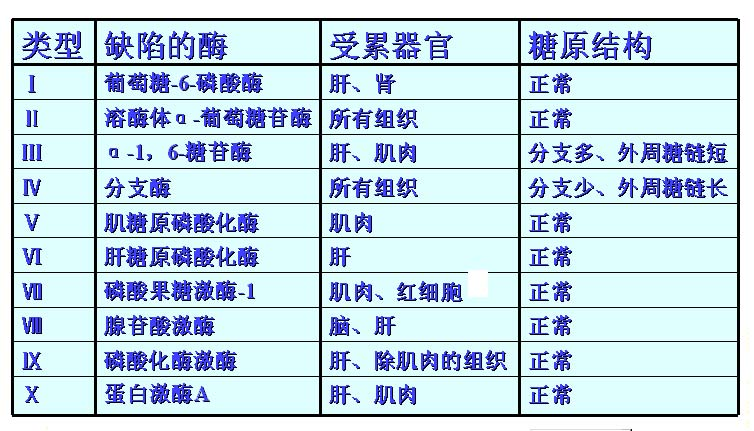 类型 缺陷的酶 受累器官 糖原结构
I 葡萄糖-6-磷酸酶 肝、肾 正常
II 溶酶体α-葡萄糖苷酶 所有组织 正常
III α-1，6-糖苷酶 肝、肌肉 分支多、外周糖链短
IV 分支酶 所有组织 分支少、外周糖链长
V 肌糖原磷酸化酶 肌肉 正常
VI 肝糖原磷酸化酶 肝 正常
VII 磷酸果糖激酶-1 肌肉、红细胞 正常
VIII 腺苷酸激酶 脑、肝 正常
IX 磷酸化酶激酶 肝、除肌肉的组织 正常
X 蛋白激酶A 肝、肌肉 正常